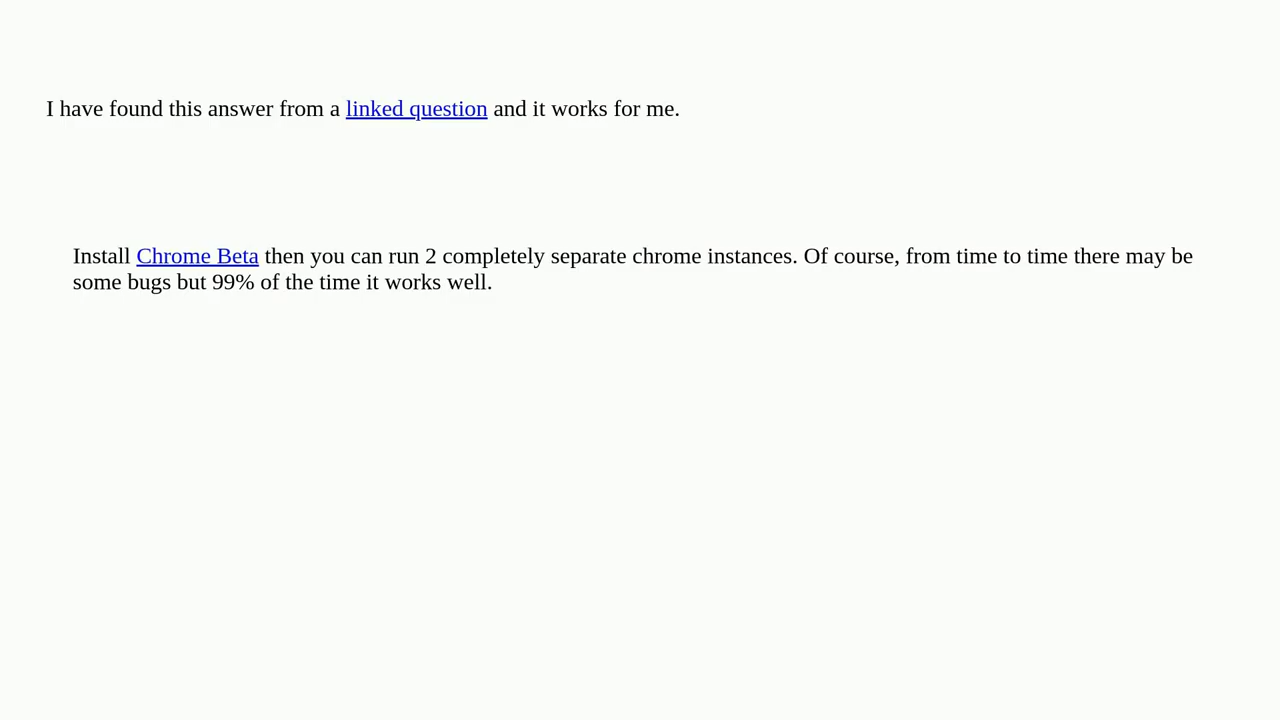 I have found this answer from a linked question and it works for me.
Install Chrome Beta then you can run 2 completely separate chrome instances. Of course, from time to time there may be
some bugs but 99% of the time it works well.